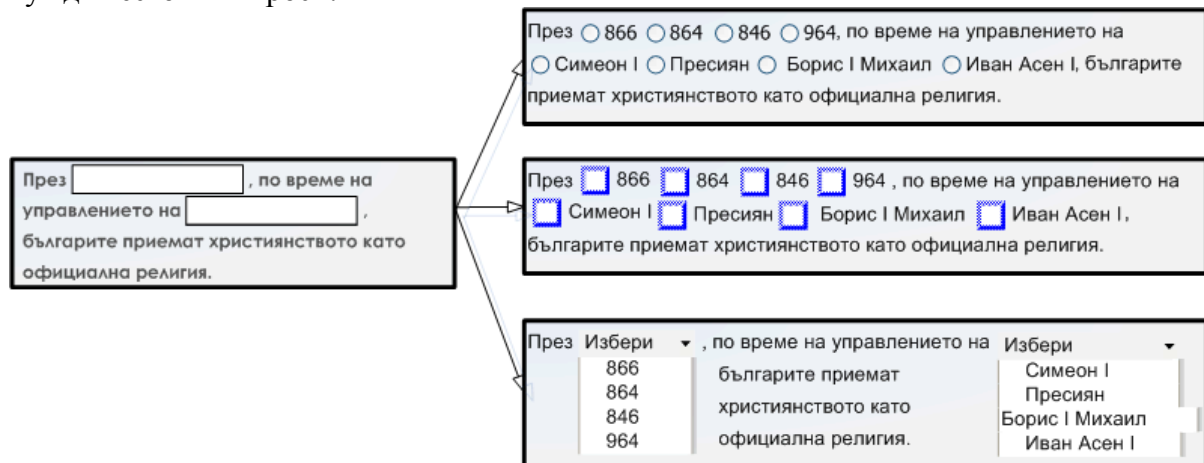 През 866 864 846 964, по време на управлението на
Симеон I Пресиян Борис I Михаил Иван Асен I, българите
приемат християнството като официална религия.
През , по време на
управлението на ,
българите приемат християнството като
официална религия.
През 866 864 846 964 , по време на управлението на
Симеон I Пресиян Борис I Михаил Иван Асен I,
българите приемат християнството като официална религия.
През Избери , по време на управлението на Избери
866
864
846
964
българите приемат
християнството като
официална религия.
Симеон I
Пресиян
Борис I Михаил
Иван Асен I